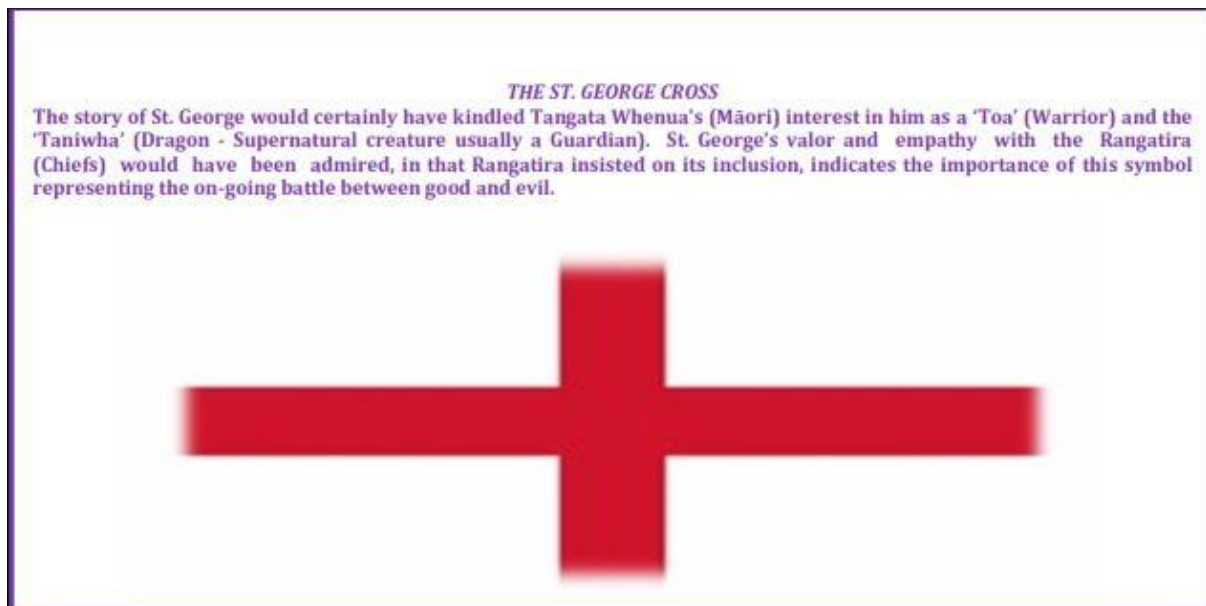 THE ST. GEORGE CROSS
The story of St. George would certainly have kindled Tangata Whenua's (Māori) interest in him as a 'Toa' (Warrior) and the
'Taniwha' (Dragon - Supernatural creature usually a Guardian). St. George's valor and empathy with the Rangatira
(Chiefs) would have been admired, in that Rangatira insisted on its inclusion, indicates the importance of this symbol
representing the on-going battle between good and evil.